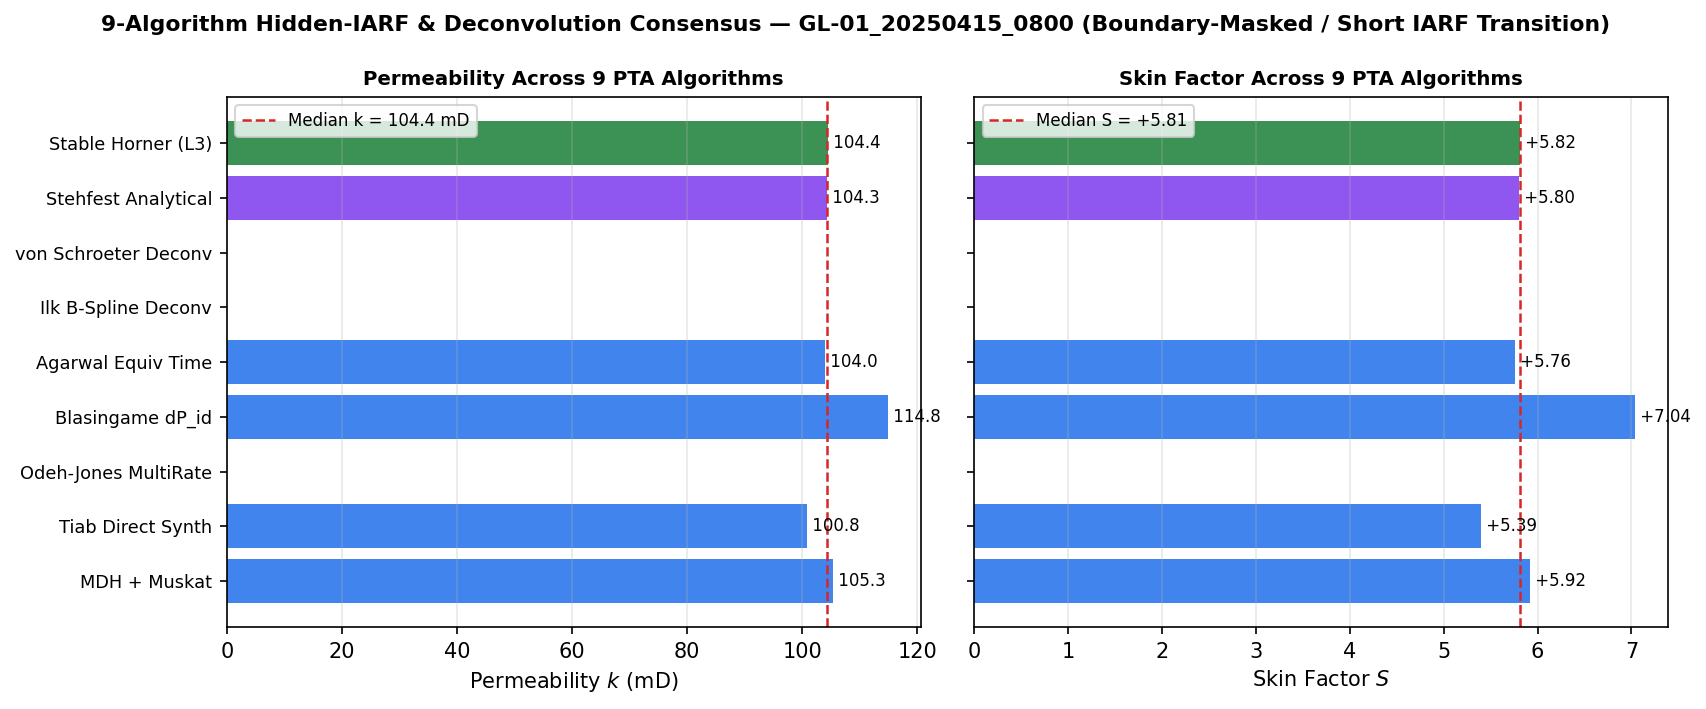 9-Algorithm Hidden-IARF & Deconvolution Consensus — GL-01_20250415_0800 (Boundary-Masked / Short IARF Transition)
Permeability Across 9 PTA Algorithms
Median k = 104.4 mD
Stable Horner (L3)
104.4
Stehfest Analytical
104.3
von Schroeter Deconv
Ilk B-Spline Deconv
Agarwal Equiv Time
104.0
Blasingame dP_id
114.8
Odeh-Jones MultiRate
Tiab Direct Synth
100.8
MDH + Muskat
105.3
0 20 40 60 80 100 120
Permeability k (mD)
Skin Factor Across 9 PTA Algorithms
Median S = +5.81
+5.82
+5.80
+5.76
+7.04
+5.39
+5.92
0 1 2 3 4 5 6 7
Skin Factor S